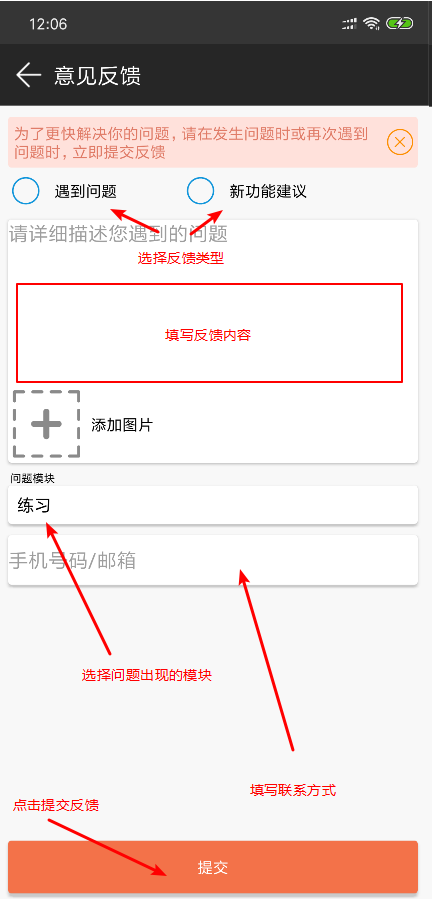 12:06
意见反馈
为了更快解决你的问题，请在发生问题时或再次遇到
问题时，立即提交反馈
遇到问题
新功能建议
请详细描述您遇到的问题
选择反馈类型
填写反馈内容
添加图片
问题模块
练习
手机号码/邮箱
选择问题出现的模块
填写联系方式
点击提交反馈
提交